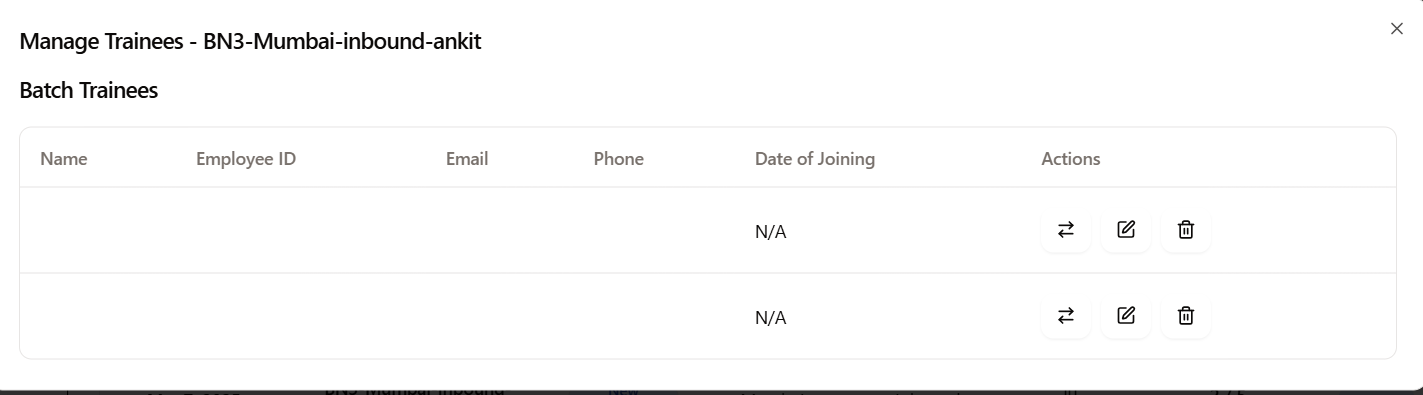 Manage Trainees - BN3-Mumbai-inbound-ankit
Batch Trainees
Name Employee ID Email Phone Date of Joining Actions
N/A
N/A